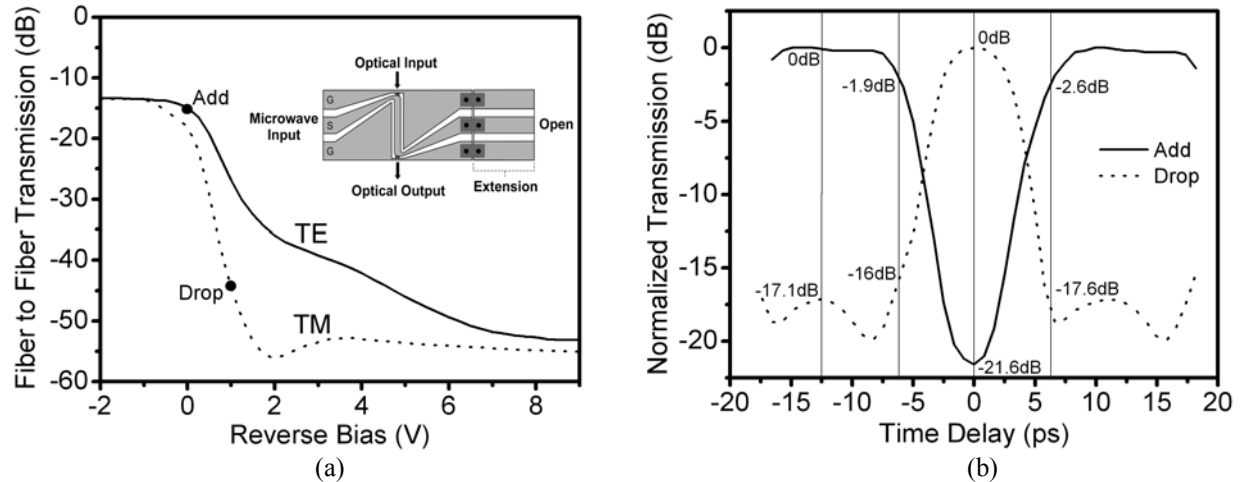 Fiber to Fiber Transmission (dB)
0
-10
-20
-30
-40
-50
-60
-2
0
2
4
6
8
Reverse Bias (V)
Add
Drop
TE
TM
Optical Input
Microwave
Input
G
S
G
Open
Extension
Optical Output
(a)
Normalized Transmission (dB)
0
-5
-10
-15
-20
-20
-15
-10
-5
0
5
10
15
20
Time Delay (ps)
0dB
0dB
-1.9dB
-2.6dB
Add
Drop
-16dB
-17.1dB
-17.6dB
-21.6dB
(b)